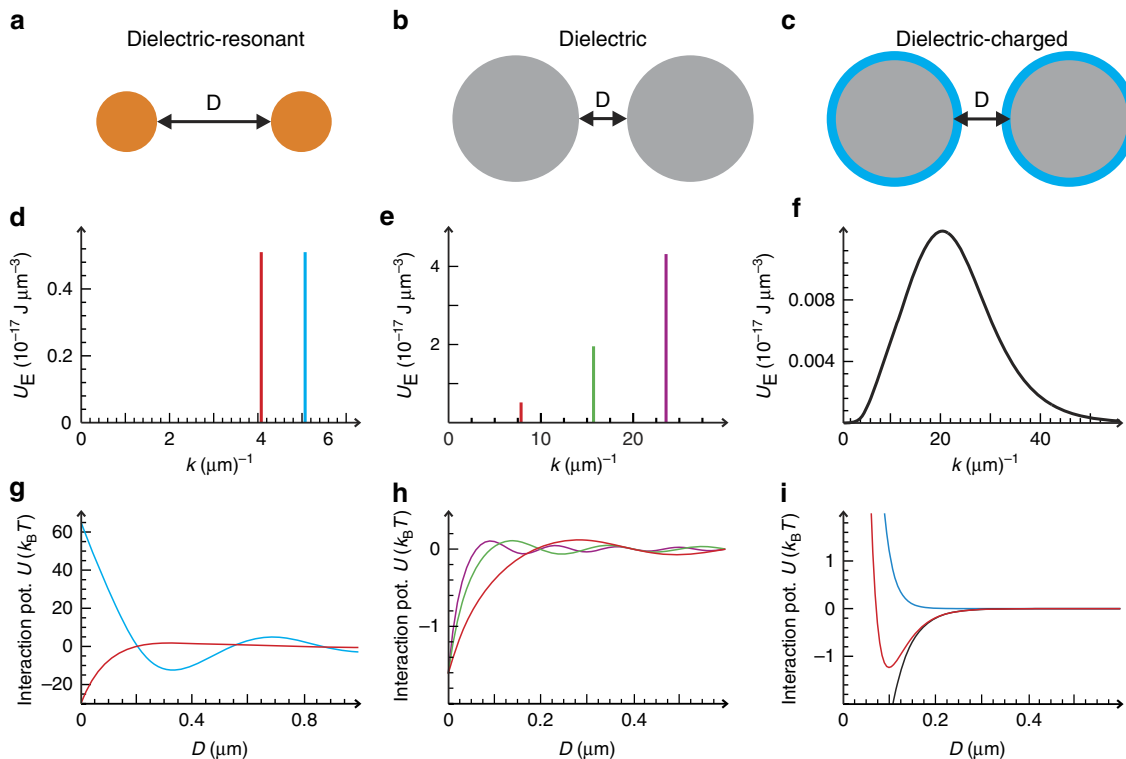 a
Dielectric-resonant
D
b
Dielectric
D
c
Dielectric-charged
D
d
U_E (10⁻¹⁷ J μm⁻³)
0.4
0.2
0
0 2 4 6
k (μm)⁻¹
e
U_E (10⁻¹⁷ J μm⁻³)
4
2
0 10 20
k (μm)⁻¹
f
U_E (10⁻¹⁷ J μm⁻³)
0.008
0.004
0 20 40
k (μm)⁻¹
g
Interaction pot. U (k_BT)
60
40
20
0
−20
0 0.4 0.8
D (μm)
h
Interaction pot. U (k_BT)
0
−1
0 0.2 0.4
D (μm)
i
Interaction pot. U (k_BT)
1
0
−1
0 0.2 0.4
D (μm)